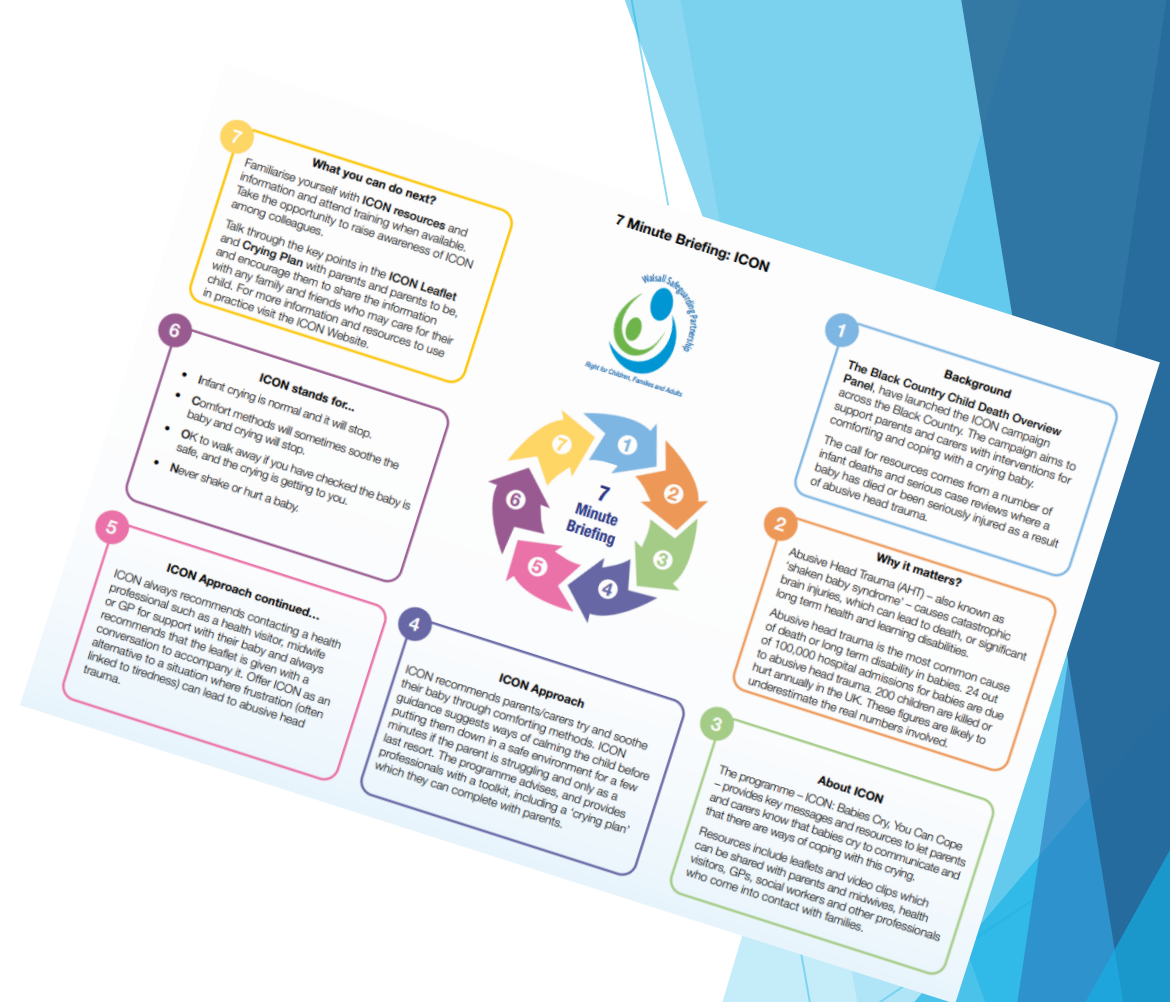 7 Minute Briefing: ICON
Walsall Safeguarding Partnership
Right for Children, Families and Adults
7
Minute
Briefing
1
2
3
4
5
6
7
1
Background
The Black Country Child Death Overview
Panel, have launched the ICON campaign
across the Black Country. The campaign aims to
support parents and carers with interventions for
comforting and coping with a crying baby.
The call for resources comes from a number of
infant deaths and serious case reviews where a
baby has died or been seriously injured as a result
of abusive head trauma.
2
Why it matters?
Abusive Head Trauma (AHT) – also known as
‘shaken baby syndrome’ – causes catastrophic
brain injuries, which can lead to death, or significant
long term health and learning disabilities.
Abusive head trauma is the most common cause
of death or long term disability in babies. 24 out
of 100,000 hospital admissions for babies are due
to abusive head trauma. 200 children are killed or
hurt annually in the UK. These figures are likely to
underestimate the real numbers involved.
3
About ICON
The programme – ICON: Babies Cry, You Can Cope
– provides key messages and resources to let parents
and carers know that babies cry to communicate and
that there are ways of coping with this crying.
Resources include leaflets and video clips which
can be shared with parents and midwives, health
visitors, GPs, social workers and other professionals
who come into contact with families.
4
ICON Approach
ICON recommends parents/carers try and soothe
their baby through comforting methods. ICON
guidance suggests ways of calming the child before
putting them down in a safe environment for a few
minutes if the parent is struggling and only as a
last resort. The programme advises, and provides
professionals with a toolkit, including a ‘crying plan’
which they can complete with parents.
5
ICON Approach continued...
ICON always recommends contacting a health
professional such as a health visitor, midwife
or GP for support with their baby and always
recommends that the leaflet is given with a
conversation to accompany it. Offer ICON as an
alternative to a situation where frustration (often
linked to tiredness) can lead to abusive head
trauma.
6
ICON stands for...
• Infant crying is normal and it will stop.
• Comfort methods will sometimes soothe the
baby and crying will stop.
• OK to walk away if you have checked the baby is
safe, and the crying is getting to you.
• Never shake or hurt a baby.
7
What you can do next?
Familiarise yourself with ICON resources and
information and attend training when available.
Take the opportunity to raise awareness of ICON
among colleagues.
Talk through the key points in the ICON Leaflet
and Crying Plan with parents and parents to be,
and encourage them to share the information
with any family and friends who may care for their
child. For more information and resources to use
in practice visit the ICON Website.